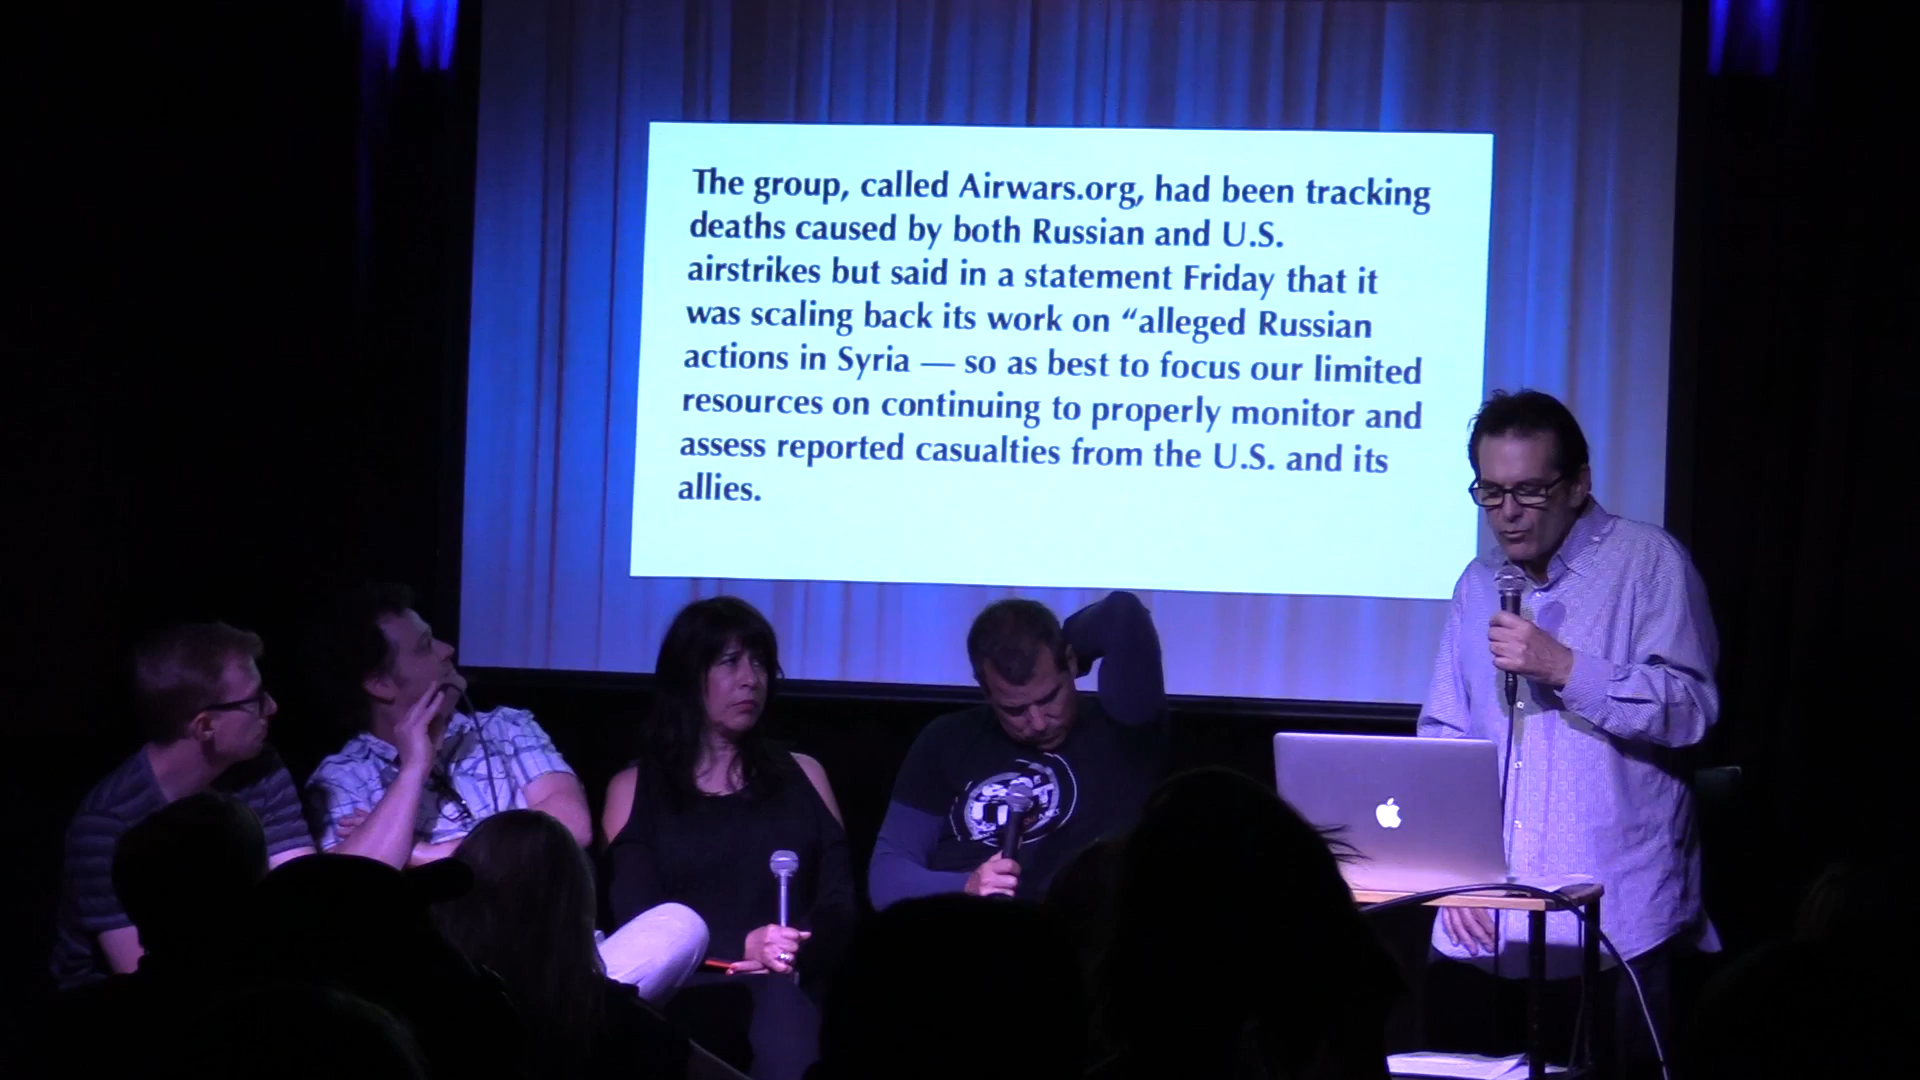 The group, called Airwars.org, had been tracking
deaths caused by both Russian and U.S.
airstrikes but said in a statement Friday that it
was scaling back its work on “alleged Russian
actions in Syria — so as best to focus our limited
resources on continuing to properly monitor and
assess reported casualties from the U.S. and its
allies.